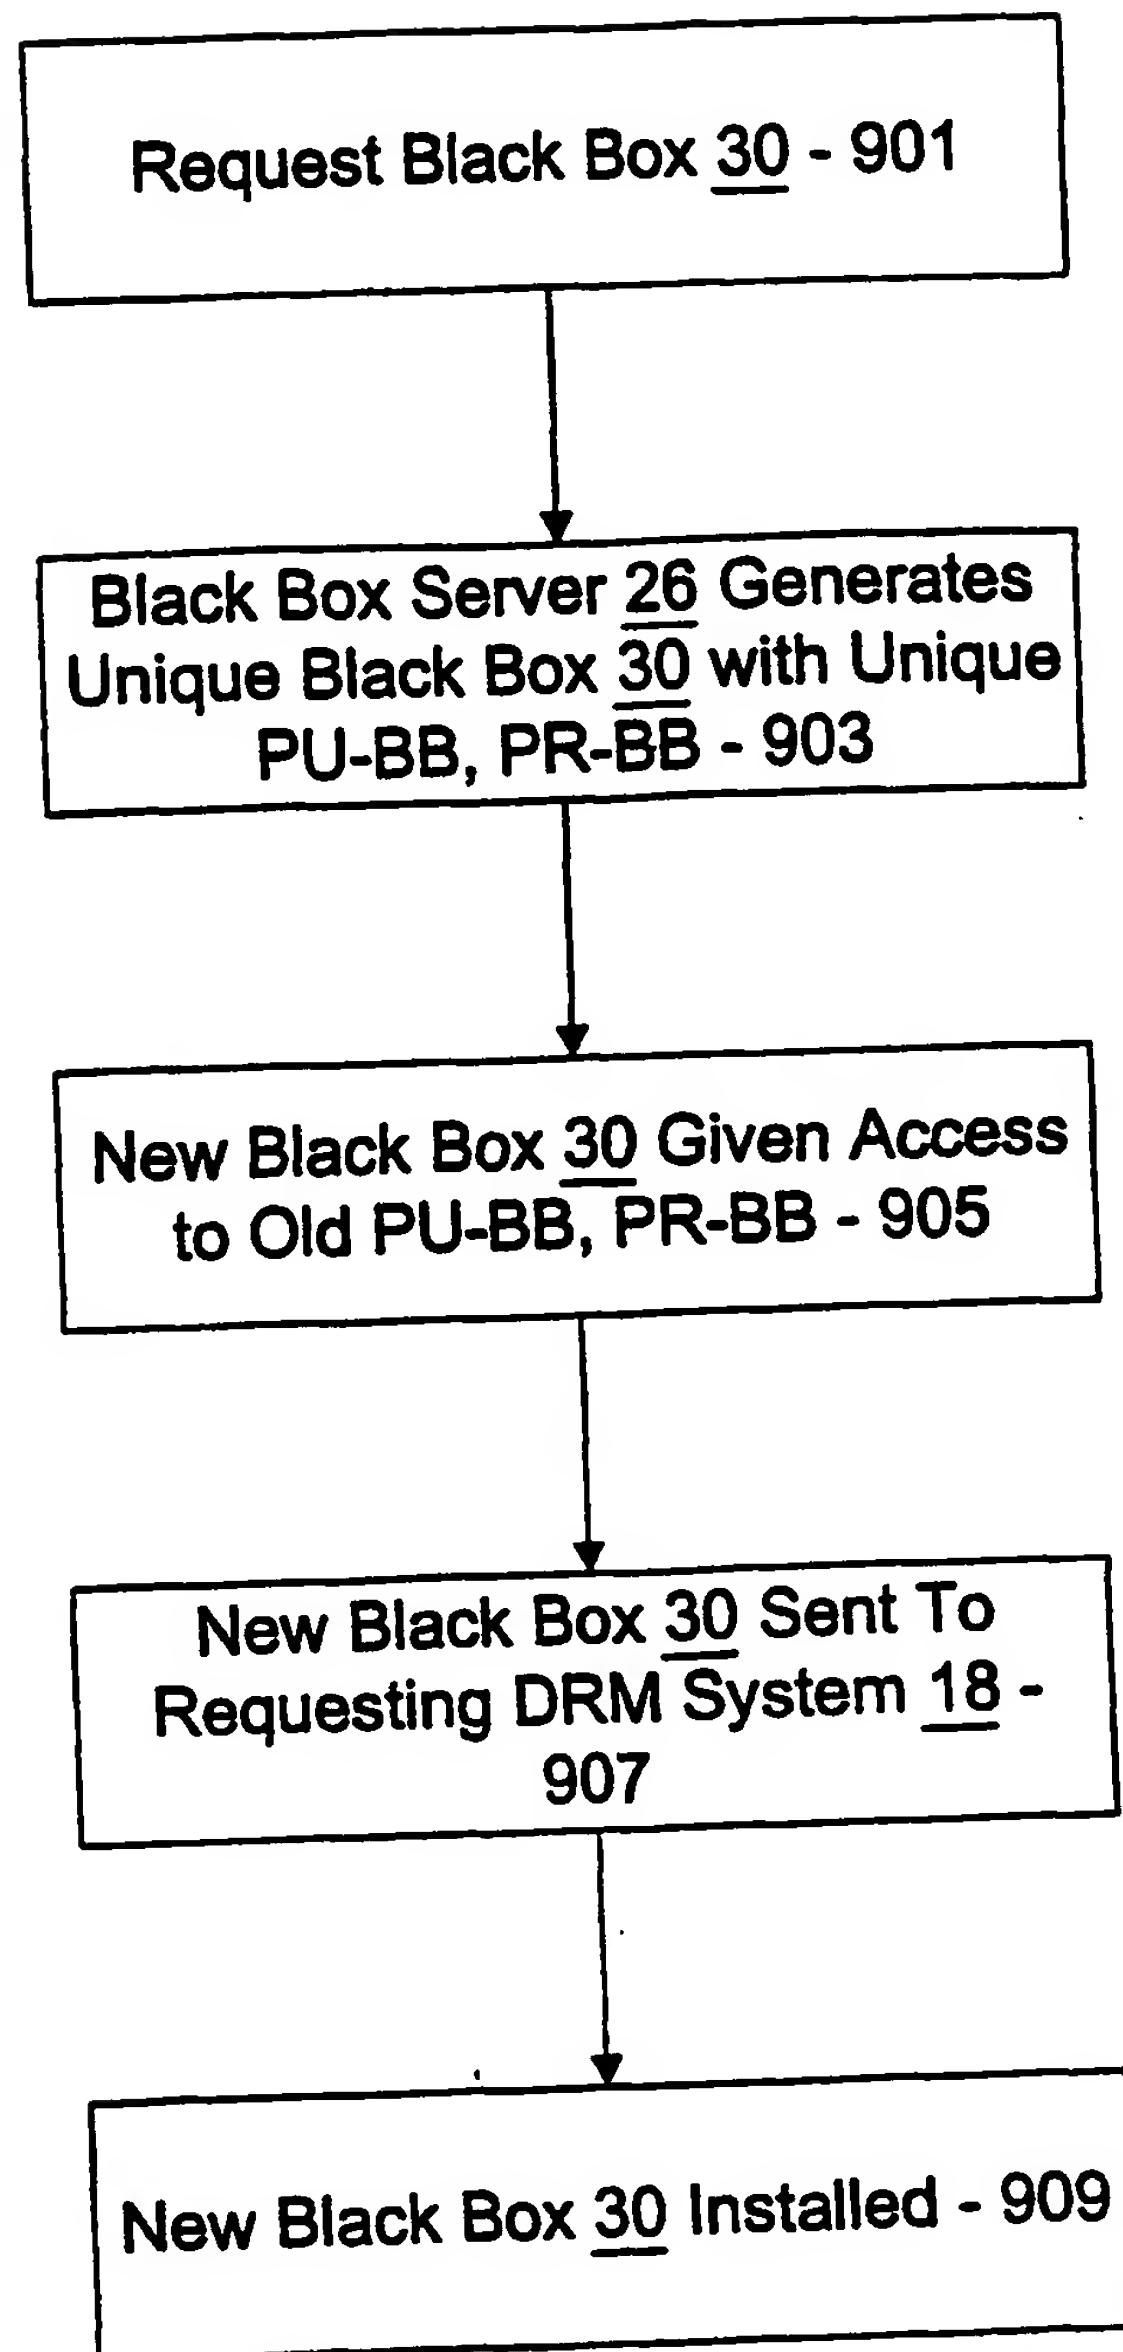 Request Black Box 30 - 901
Black Box Server 26 Generates
Unique Black Box 30 with Unique
PU-BB, PR-BB - 903
New Black Box 30 Given Access
to Old PU-BB, PR-BB - 905
New Black Box 30 Sent To
Requesting DRM System 18 -
907
New Black Box 30 Installed - 909